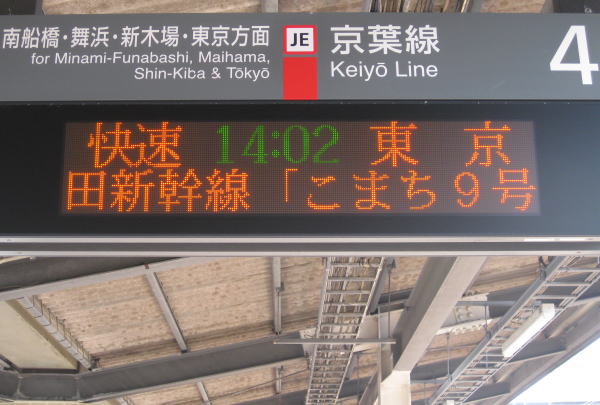 南船橋・舞浜・新木場・東京方面
for Minami-Funabashi, Maihama,
Shin-Kiba & Tōkyō
JE
京葉線
Keiyō Line
4
快速 14:02 東 京
田新幹線「こまち９号